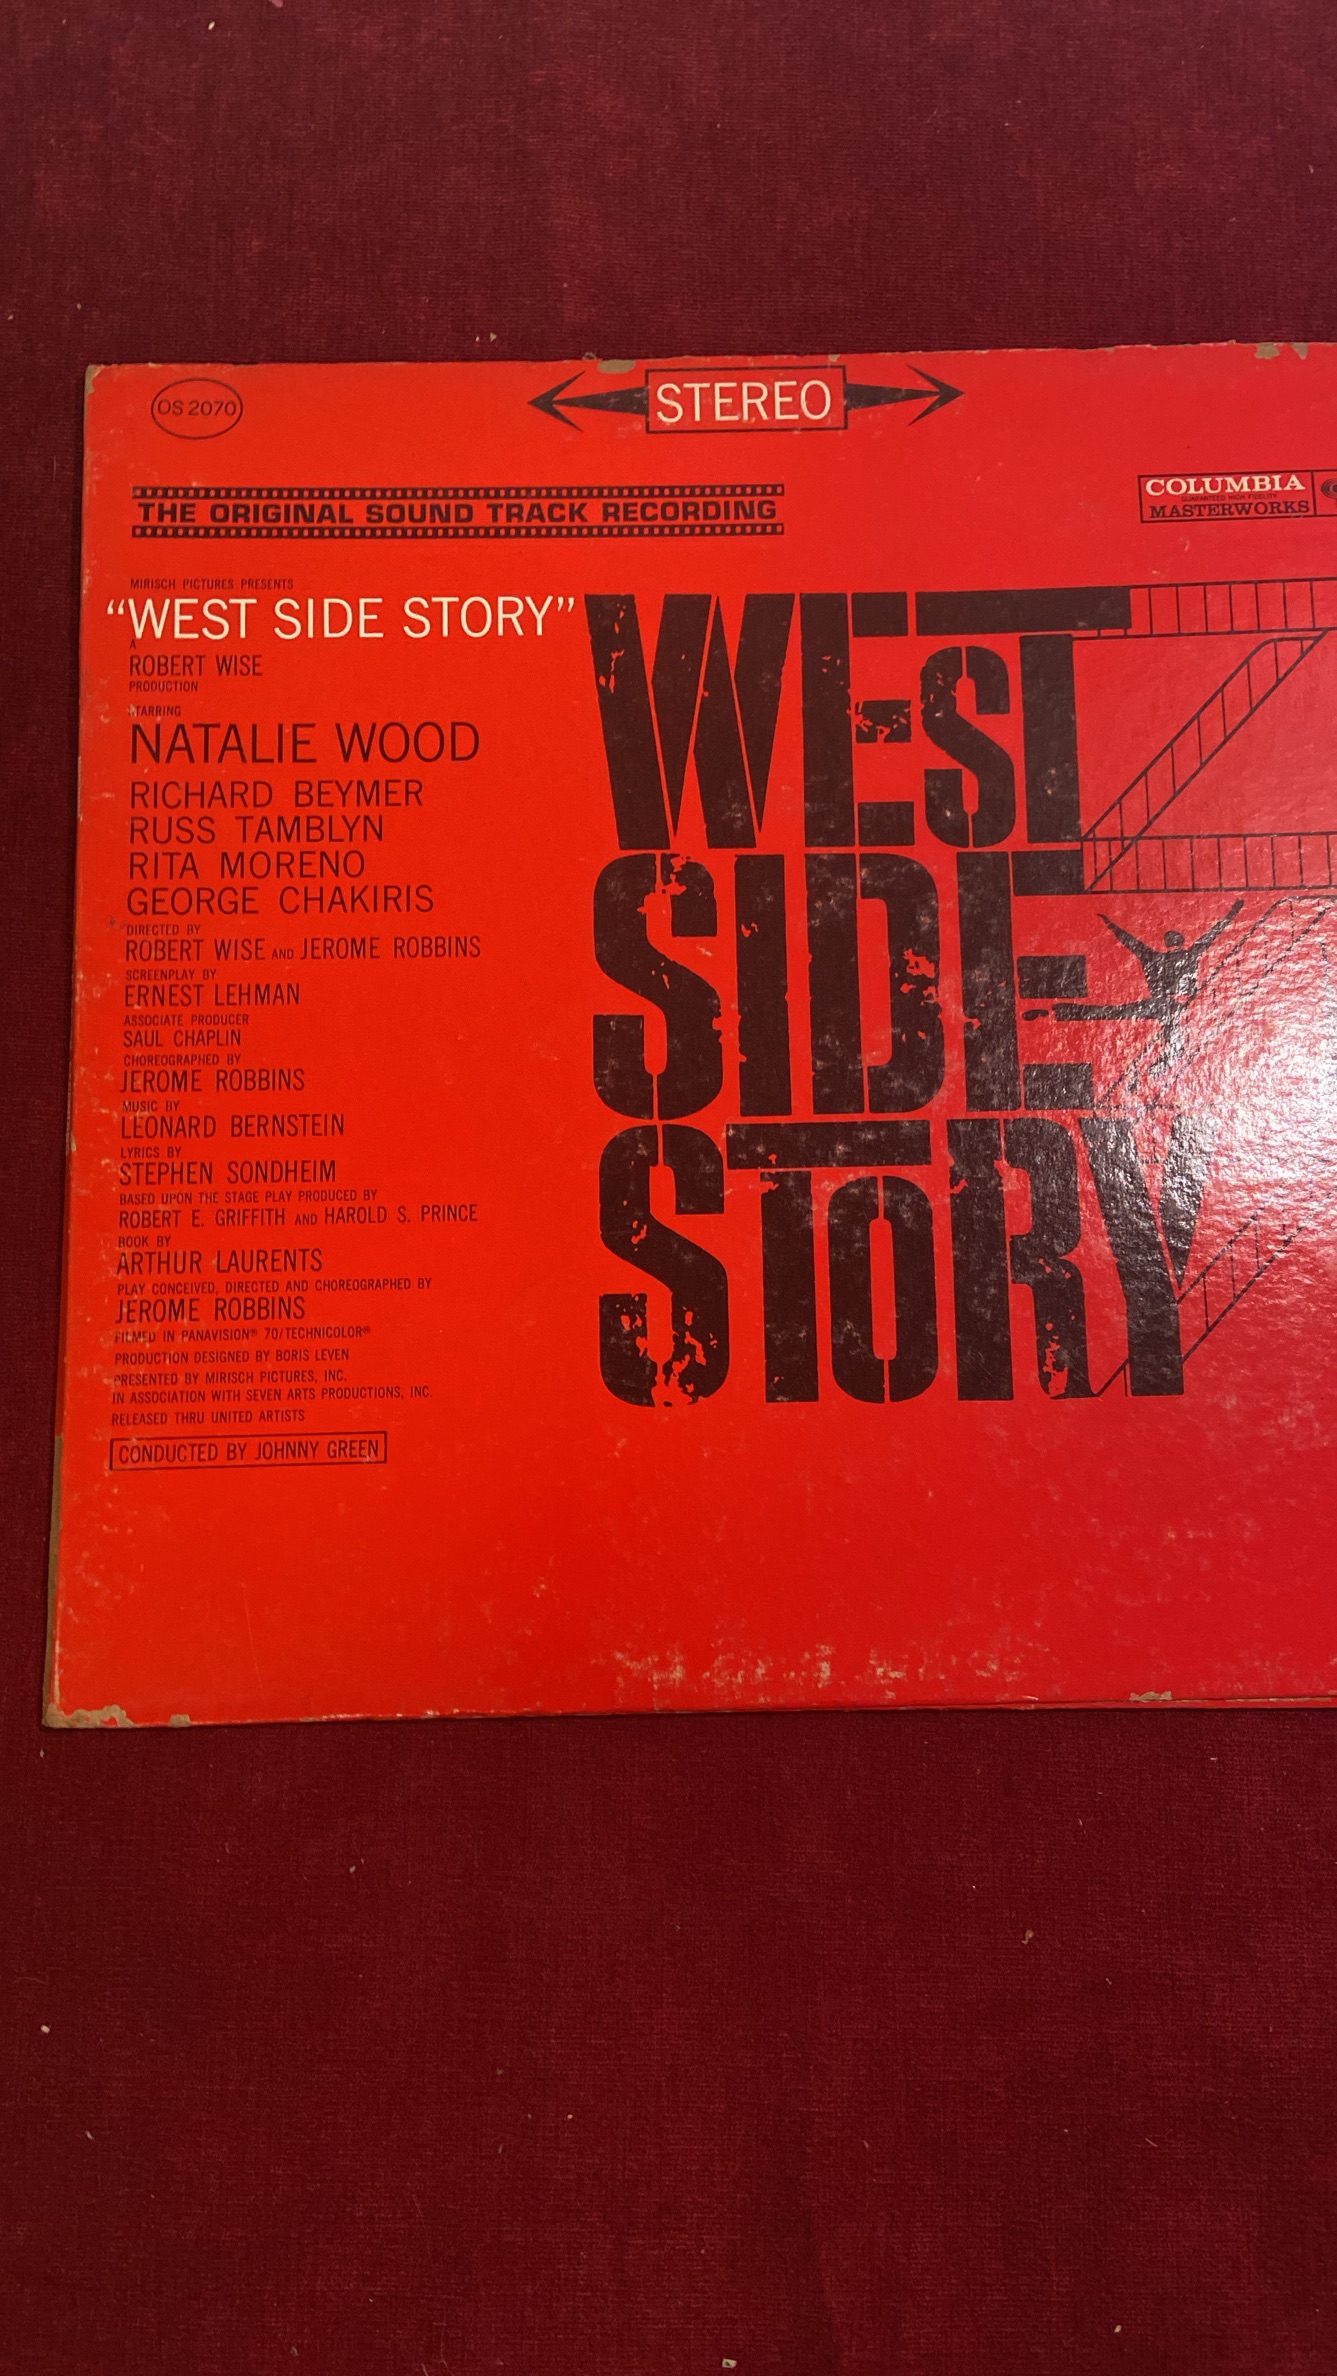 OS 2070
STEREO
THE ORIGINAL SOUND TRACK RECORDING
COLUMBIA
GUARANTEED HIGH FIDELITY
MASTERWORKS
MIRISCH PICTURES PRESENTS
“WEST SIDE STORY”
A
ROBERT WISE
PRODUCTION
STARRING
NATALIE WOOD
RICHARD BEYMER
RUSS TAMBLYN
RITA MORENO
GEORGE CHAKIRIS
DIRECTED BY
ROBERT WISE AND JEROME ROBBINS
SCREENPLAY BY
ERNEST LEHMAN
ASSOCIATE PRODUCER
SAUL CHAPLIN
CHOREOGRAPHED BY
JEROME ROBBINS
MUSIC BY
LEONARD BERNSTEIN
LYRICS BY
STEPHEN SONDHEIM
BASED UPON THE STAGE PLAY PRODUCED BY
ROBERT E. GRIFFITH AND HAROLD S. PRINCE
BOOK BY
ARTHUR LAURENTS
PLAY CONCEIVED, DIRECTED AND CHOREOGRAPHED BY
JEROME ROBBINS
FILMED IN PANAVISION® 70/TECHNICOLOR®
PRODUCTION DESIGNED BY BORIS LEVEN
PRESENTED BY MIRISCH PICTURES, INC.
IN ASSOCIATION WITH SEVEN ARTS PRODUCTIONS, INC.
RELEASED THRU UNITED ARTISTS
CONDUCTED BY JOHNNY GREEN
WEST
SIDE
STORY